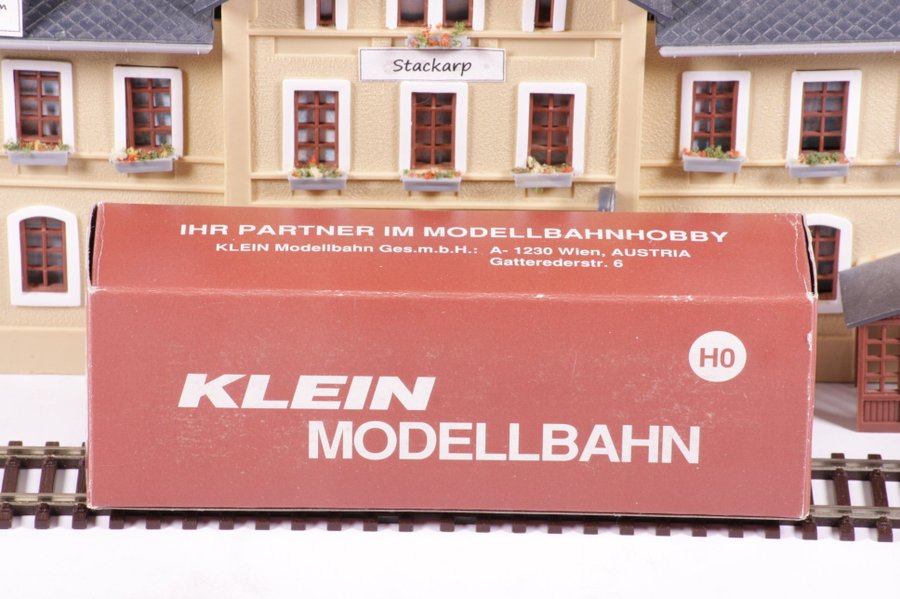 Stackarp
IHR PARTNER IM MODELLBAHNHOBBY
KLEIN Modellbahn Ges.m.b.H.: A- 1230 Wien, AUSTRIA
Gatterederstr. 6
H0
KLEIN
MODELLBAHN